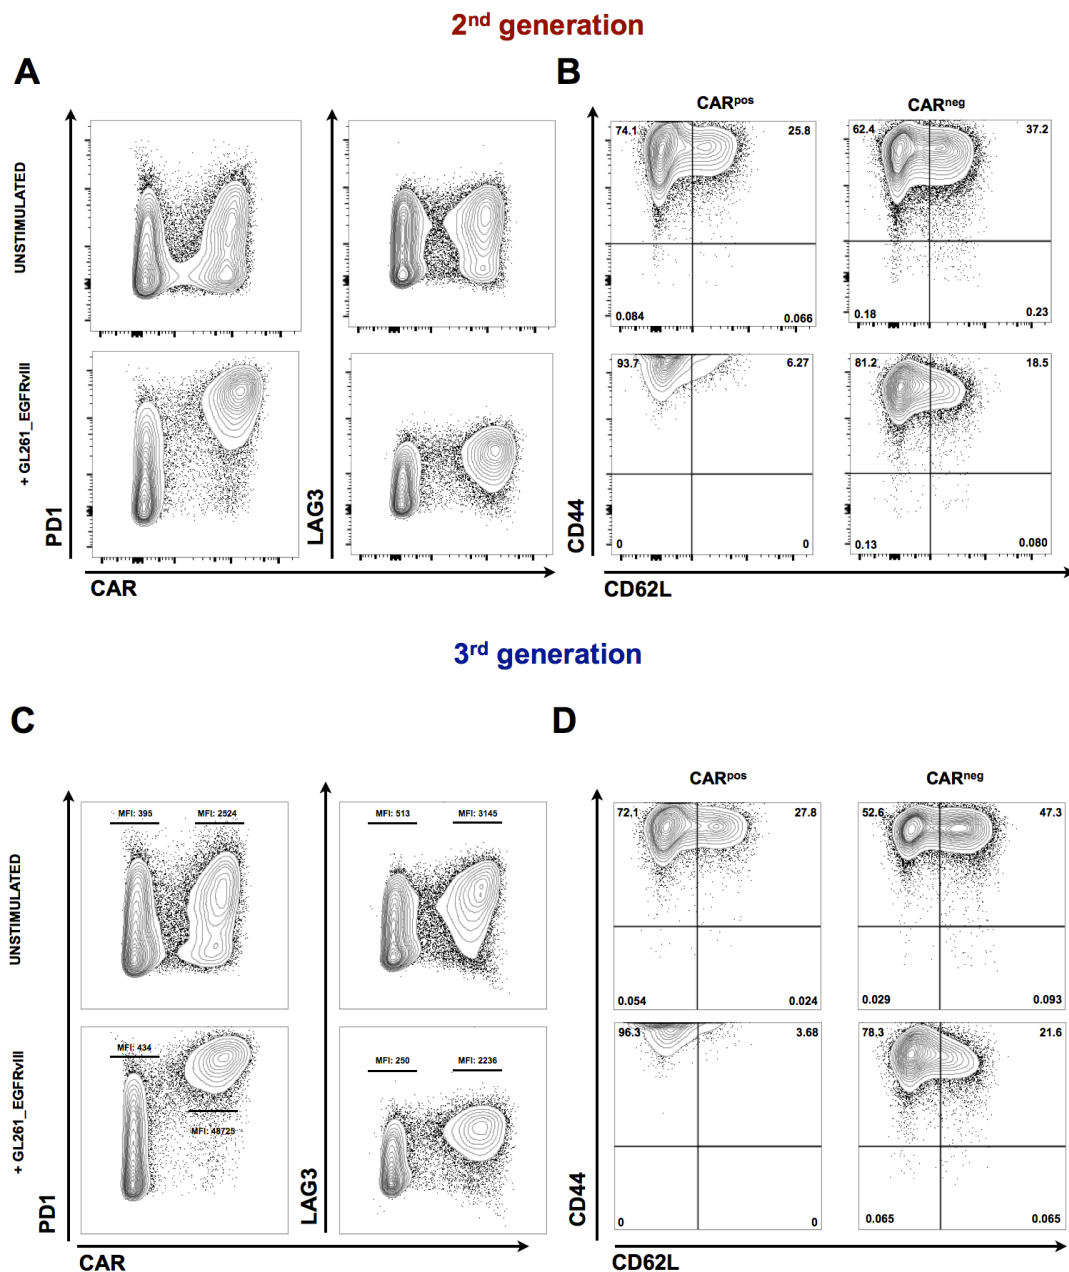 2nd generation
A
B
CARpos
CARneg
UNSTIMULATED
74.1
25.8
62.4
37.2
0.084
0.066
0.18
0.23
+ GL261_EGFRvIII
93.7
6.27
81.2
18.5
0
0
0.13
0.080
PD1
LAG3
CD44
CAR
CD62L
3rd generation
C
D
CARpos
CARneg
UNSTIMULATED
MFI: 395
MFI: 2524
MFI: 513
MFI: 3145
72.1
27.8
52.6
47.3
0.054
0.024
0.029
0.093
+ GL261_EGFRvIII
MFI: 434
MFI: 48725
MFI: 250
MFI: 2236
96.3
3.68
78.3
21.6
0
0
0.065
0.065
PD1
LAG3
CD44
CAR
CD62L